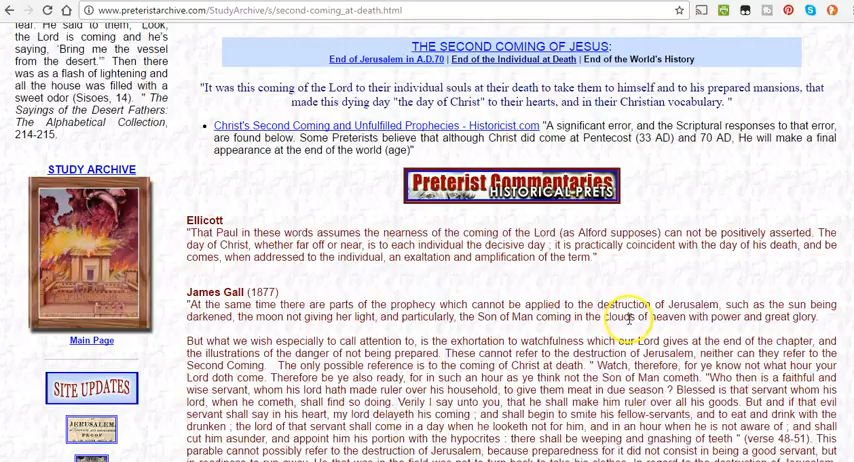 www.preteristarchive.com/StudyArchive/s/second-coming_at-death.html
fear. He said to them, "Look,
the Lord is coming and he's
saying, 'Bring me the vessel
from the desert.'" Then there
was as a flash of lightening and
all the house was filled with a
sweet odor (Sisoes, 14). " The
Sayings of the Desert Fathers:
The Alphabetical Collection,
214-215.
STUDY ARCHIVE
Main Page
SITE UPDATES
JERUSALEM,
PROOF
THE SECOND COMING OF JESUS:
End of Jerusalem in A.D.70 | End of the Individual at Death | End of the World's History
"It was this coming of the Lord to their individual souls at their death to take them to himself and to his prepared mansions, that
made this dying day "the day of Christ" to their hearts, and in their Christian vocabulary. "
• Christ's Second Coming and Unfulfilled Prophecies - Historicist.com "A significant error, and the Scriptural responses to that error,
are found below. Some Preterists believe that although Christ did come at Pentecost (33 AD) and 70 AD, He will make a final
appearance at the end of the world (age)"
Preterist Commentaries
HISTORICAL-PRETS
Ellicott
"That Paul in these words assumes the nearness of the coming of the Lord (as Alford supposes) can not be positively asserted. The
day of Christ, whether far off or near, is to each individual the decisive day ; it is practically coincident with the day of his death, and be
comes, when addressed to the individual, an exaltation and amplification of the term."
James Gall (1877)
"At the same time there are parts of the prophecy which cannot be applied to the destruction of Jerusalem, such as the sun being
darkened, the moon not giving her light, and particularly, the Son of Man coming in the clouds of heaven with power and great glory.
But what we wish especially to call attention to, is the exhortation to watchfulness which our Lord gives at the end of the chapter, and
the illustrations of the danger of not being prepared. These cannot refer to the destruction of Jerusalem, neither can they refer to the
Second Coming. The only possible reference is to the coming of Christ at death. " Watch, therefore, for ye know not what hour your
Lord doth come. Therefore be ye also ready, for in such an hour as ye think not the Son of Man cometh. "Who then is a faithful and
wise servant, whom his lord hath made ruler over his household, to give them meat in due season ? Blessed is that servant whom his
lord, when he cometh, shall find so doing. Verily I say unto you, that he shall make him ruler over all his goods. But and if that evil
servant shall say in his heart, my lord delayeth his coming ; and shall begin to smite his fellow-servants, and to eat and drink with the
drunken ; the lord of that servant shall come in a day when he looketh not for him, and in an hour when he is not aware of ; and shall
cut him asunder, and appoint him his portion with the hypocrites : there shall be weeping and gnashing of teeth " (verse 48-51). This
parable cannot possibly refer to the destruction of Jerusalem, because preparedness for it did not consist in being a good servant, but